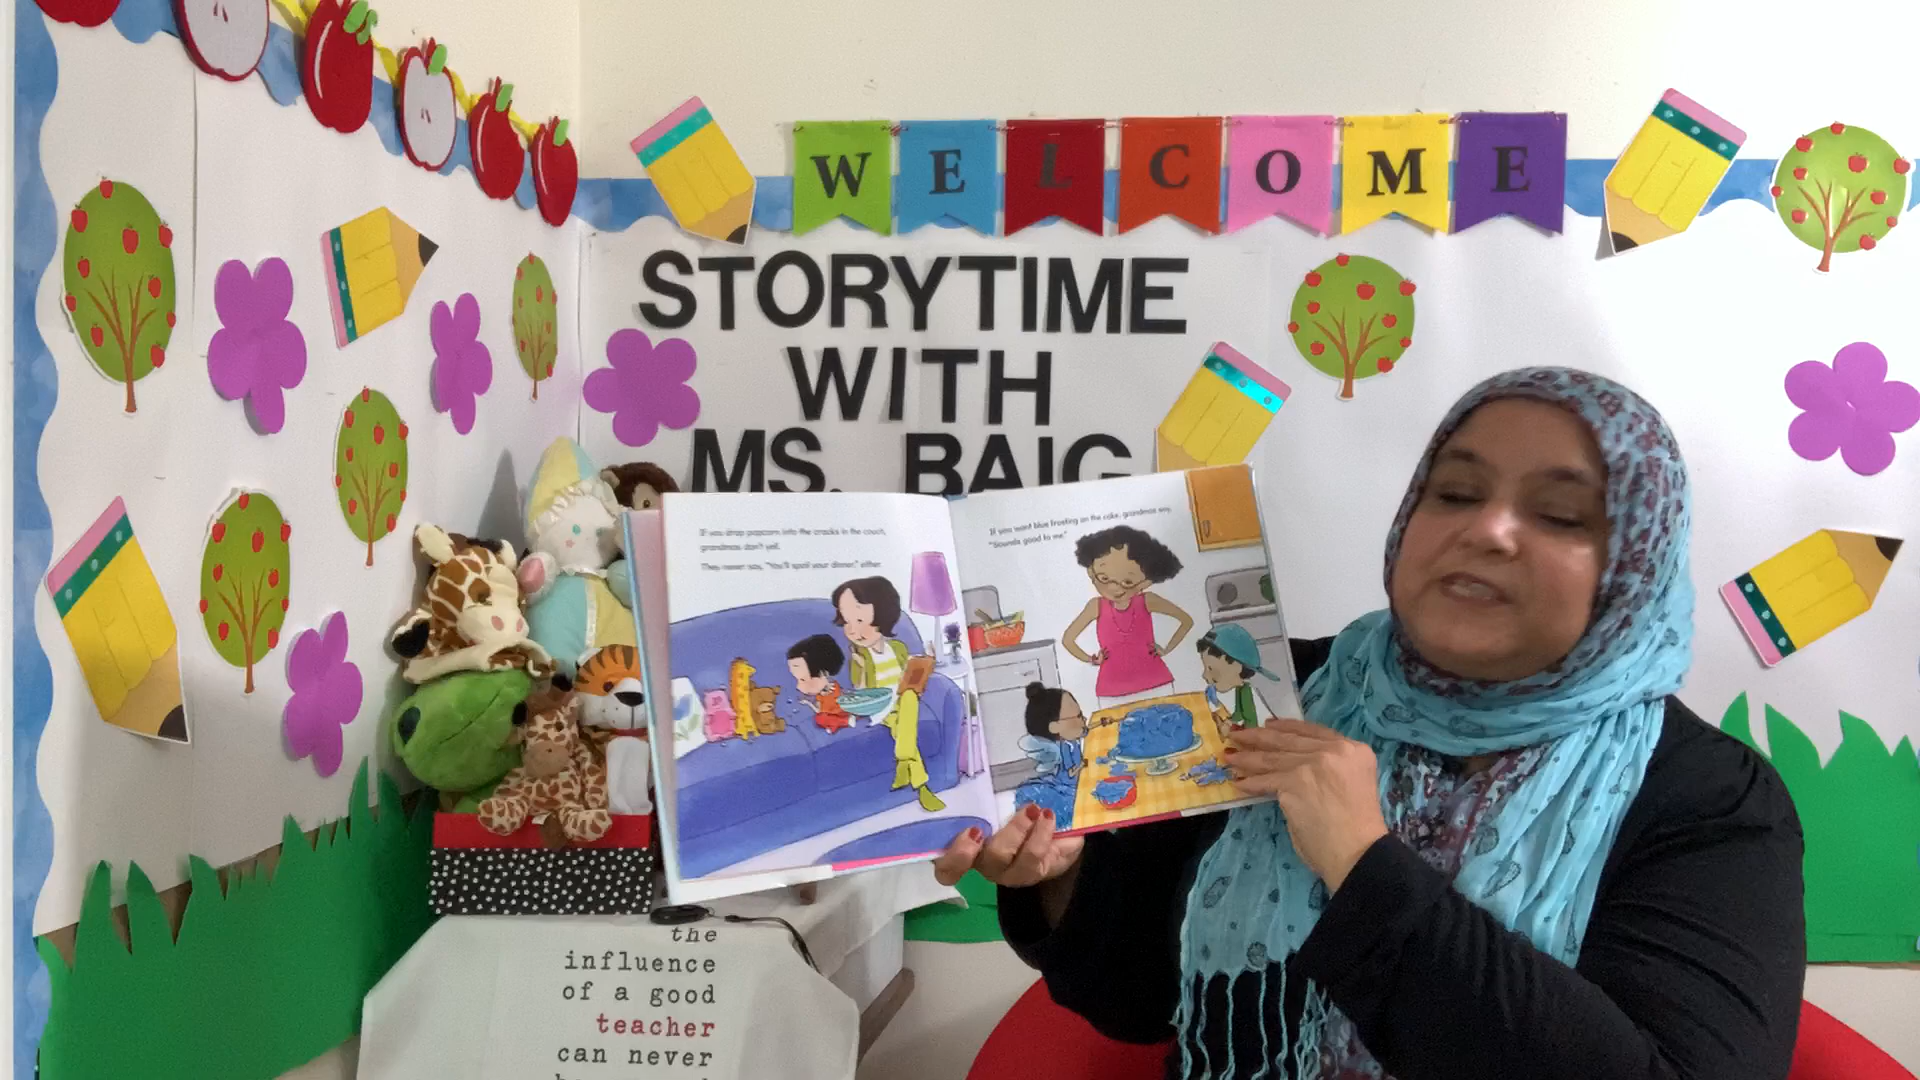 WELCOME
STORYTIME
WITH
MS. BAIG
If you drop popcorn into the cracks in the couch,
grandmas don't yell.
They never say, "You'll spoil your dinner," either.
If you want blue frosting on the cake, grandmas say,
"Sounds good to me."
the
influence
of a good
teacher
can never